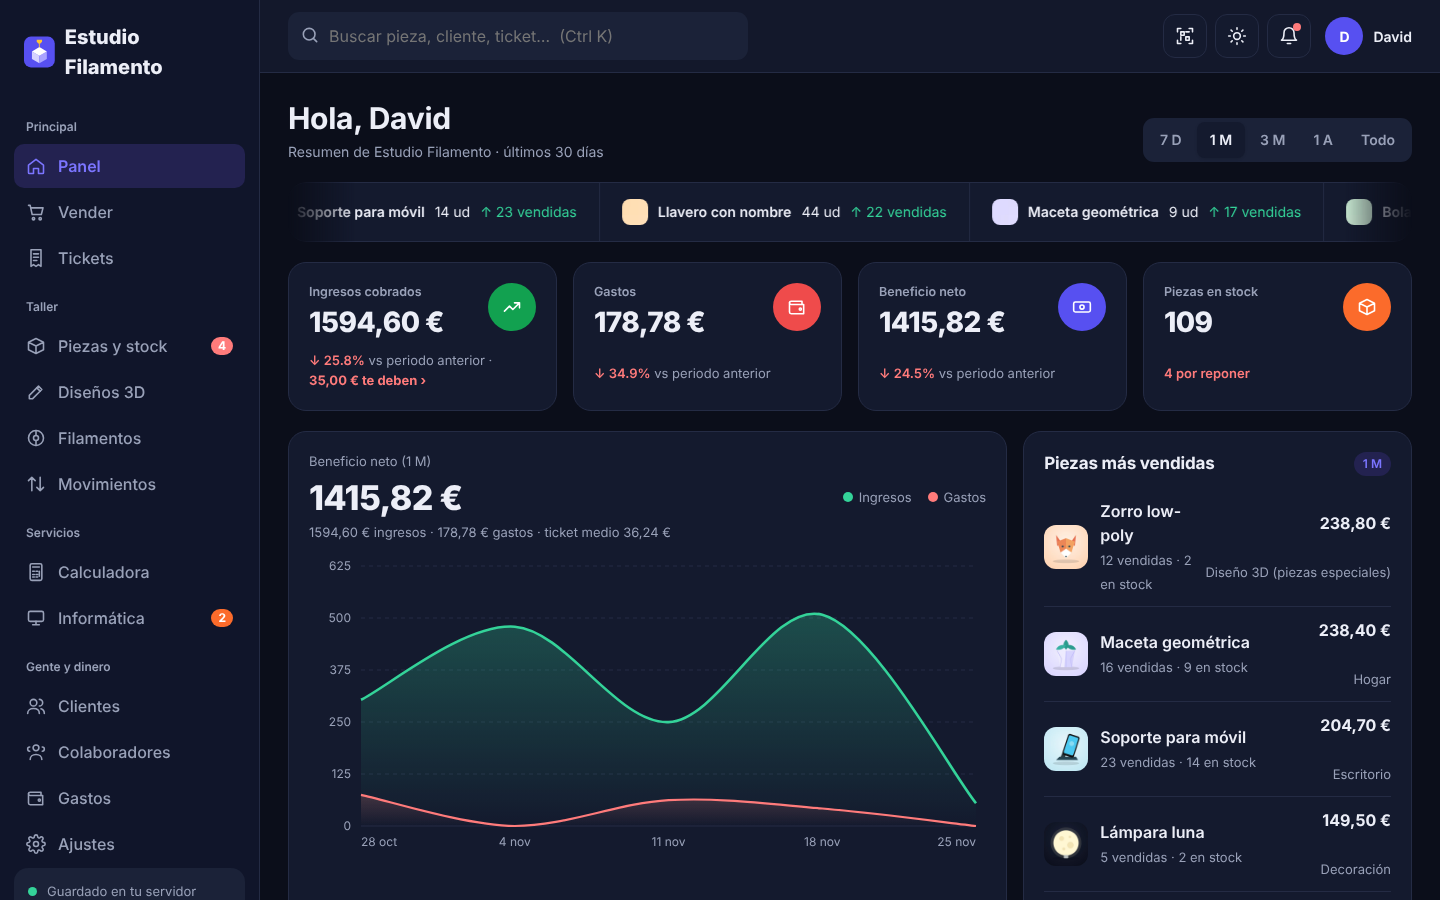 Estudio
Filamento
Principal
Panel
Vender
Tickets
Taller
Piezas y stock 4
Diseños 3D
Filamentos
Movimientos
Servicios
Calculadora
Informática 2
Gente y dinero
Clientes
Colaboradores
Gastos
Ajustes
Guardado en tu servidor
Buscar pieza, cliente, ticket... (Ctrl K)
D David
Hola, David
Resumen de Estudio Filamento · últimos 30 días
7 D 1 M 3 M 1 A Todo
Soporte para móvil 14 ud ↑ 23 vendidas Llavero con nombre 44 ud ↑ 22 vendidas Maceta geométrica 9 ud ↑ 17 vendidas Bola
Ingresos cobrados
1594,60 €
↓ 25.8% vs periodo anterior ·
35,00 € te deben ›
Gastos
178,78 €
↓ 34.9% vs periodo anterior
Beneficio neto
1415,82 €
↓ 24.5% vs periodo anterior
Piezas en stock
109
4 por reponer
Beneficio neto (1 M)
1415,82 €
1594,60 € ingresos · 178,78 € gastos · ticket medio 36,24 €
Ingresos Gastos
625
500
375
250
125
0
28 oct 4 nov 11 nov 18 nov 25 nov
Piezas más vendidas 1 M
Zorro low-
poly
238,80 €
12 vendidas · 2
en stock
Diseño 3D (piezas especiales)
Maceta geométrica
238,40 €
16 vendidas · 9 en stock
Hogar
Soporte para móvil
204,70 €
23 vendidas · 14 en stock
Escritorio
Lámpara luna
149,50 €
5 vendidas · 2 en stock
Decoración